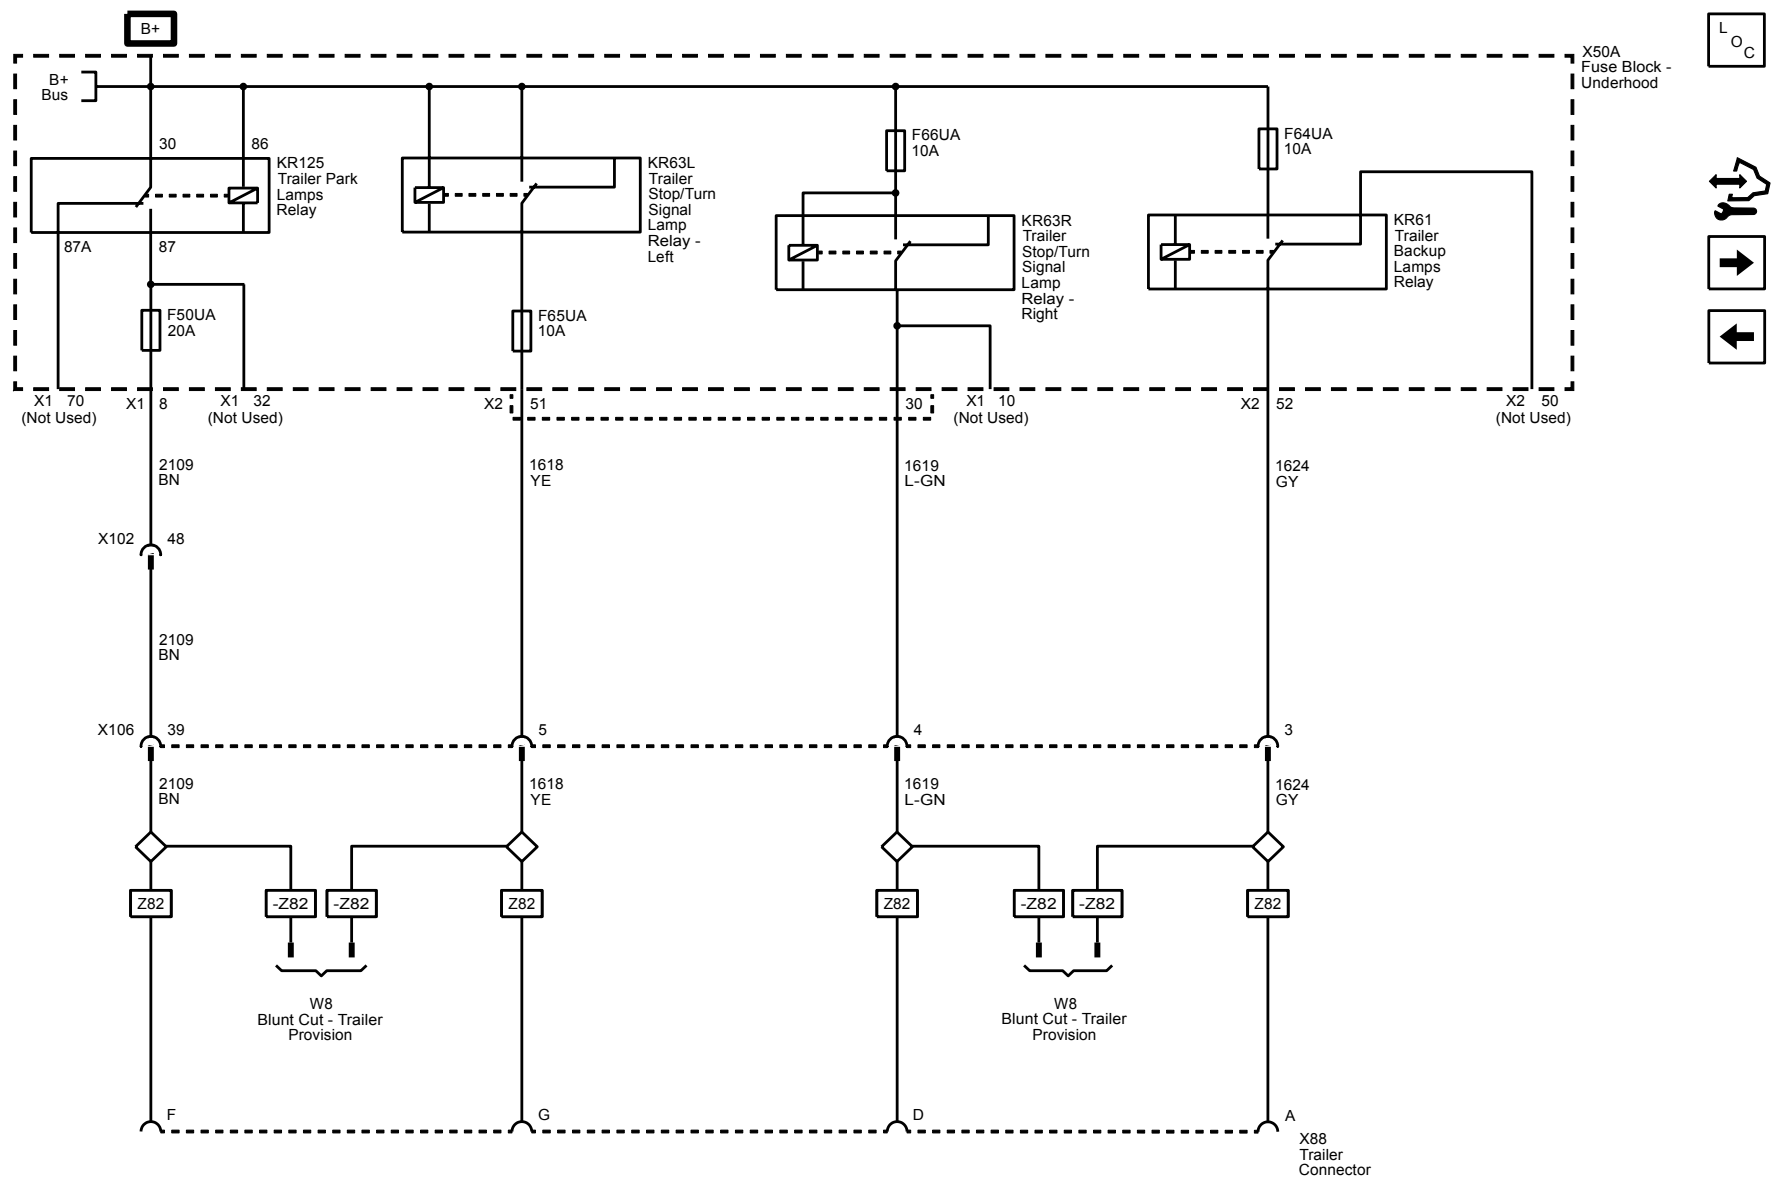 B+
L
O
C
X50A
Fuse Block -
Underhood
B+
Bus
30
86
KR125
Trailer Park
Lamps
Relay
87A
87
F50UA
20A
KR63L
Trailer
Stop/Turn
Signal
Lamp
Relay -
Left
F65UA
10A
F66UA
10A
KR63R
Trailer
Stop/Turn
Signal
Lamp
Relay -
Right
F64UA
10A
KR61
Trailer
Backup
Lamps
Relay
X1 70
(Not Used)
X1 8
X1 32
(Not Used)
X2 51
30
X1 10
(Not Used)
X2 52
X2 50
(Not Used)
2109
BN
1618
YE
1619
L-GN
1624
GY
X102 48
2109
BN
X106 39
5
4
3
2109
BN
1618
YE
1619
L-GN
1624
GY
Z82
-Z82
-Z82
Z82
Z82
-Z82
-Z82
Z82
W8
Blunt Cut - Trailer
Provision
W8
Blunt Cut - Trailer
Provision
F
G
D
A
X88
Trailer
Connector